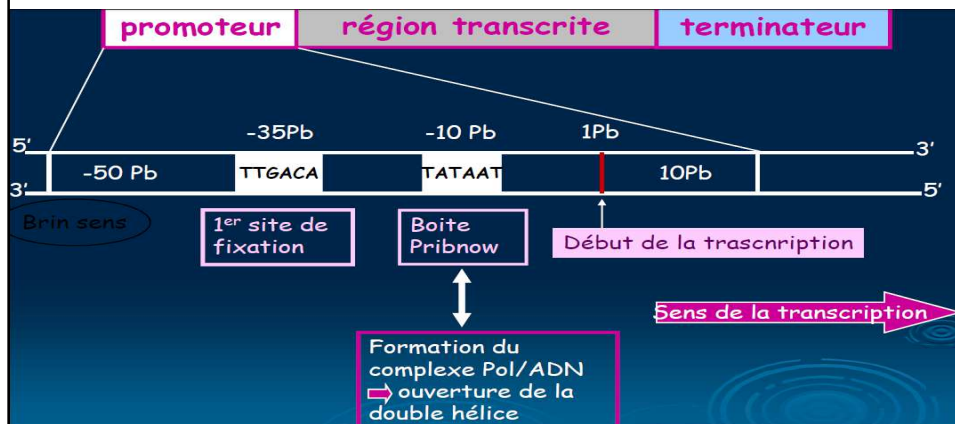 promoteur région transcrite terminateur
-35Pb -10 Pb 1Pb
5' 3'
-50 Pb TTGACA TATAAT 10Pb
3' 5'
Brin sens
1er site de
fixation
Boite
Pribnow
Début de la trascnription
Sens de la transcription
Formation du
complexe Pol/ADN
➡ ouverture de la
double hélice